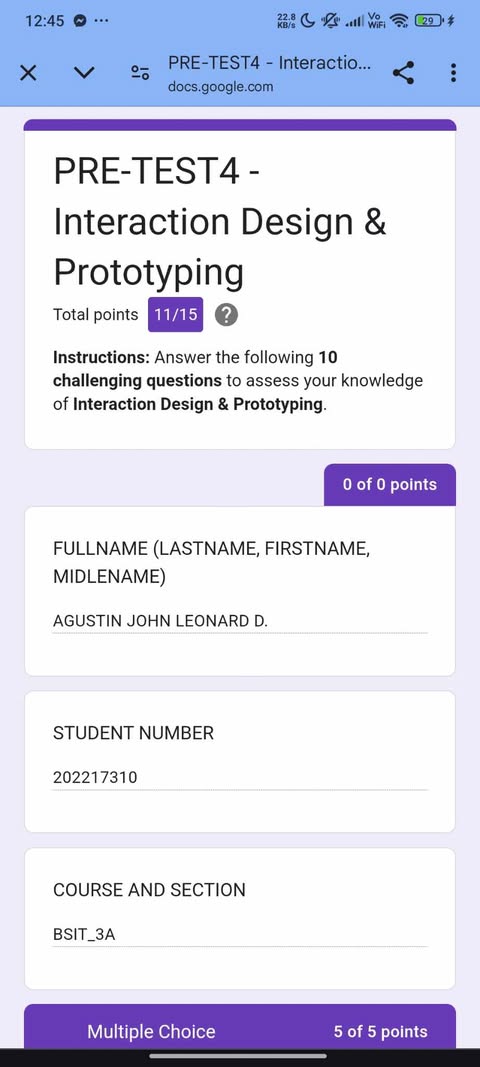 12:45
22.8
KB/s
Vo
WiFi
29
PRE-TEST4 - Interactio...
docs.google.com
PRE-TEST4 -
Interaction Design &
Prototyping
Total points 11/15 ?
Instructions: Answer the following 10
challenging questions to assess your knowledge
of Interaction Design & Prototyping.
0 of 0 points
FULLNAME (LASTNAME, FIRSTNAME,
MIDLENAME)
AGUSTIN JOHN LEONARD D.
STUDENT NUMBER
202217310
COURSE AND SECTION
BSIT_3A
Multiple Choice 5 of 5 points